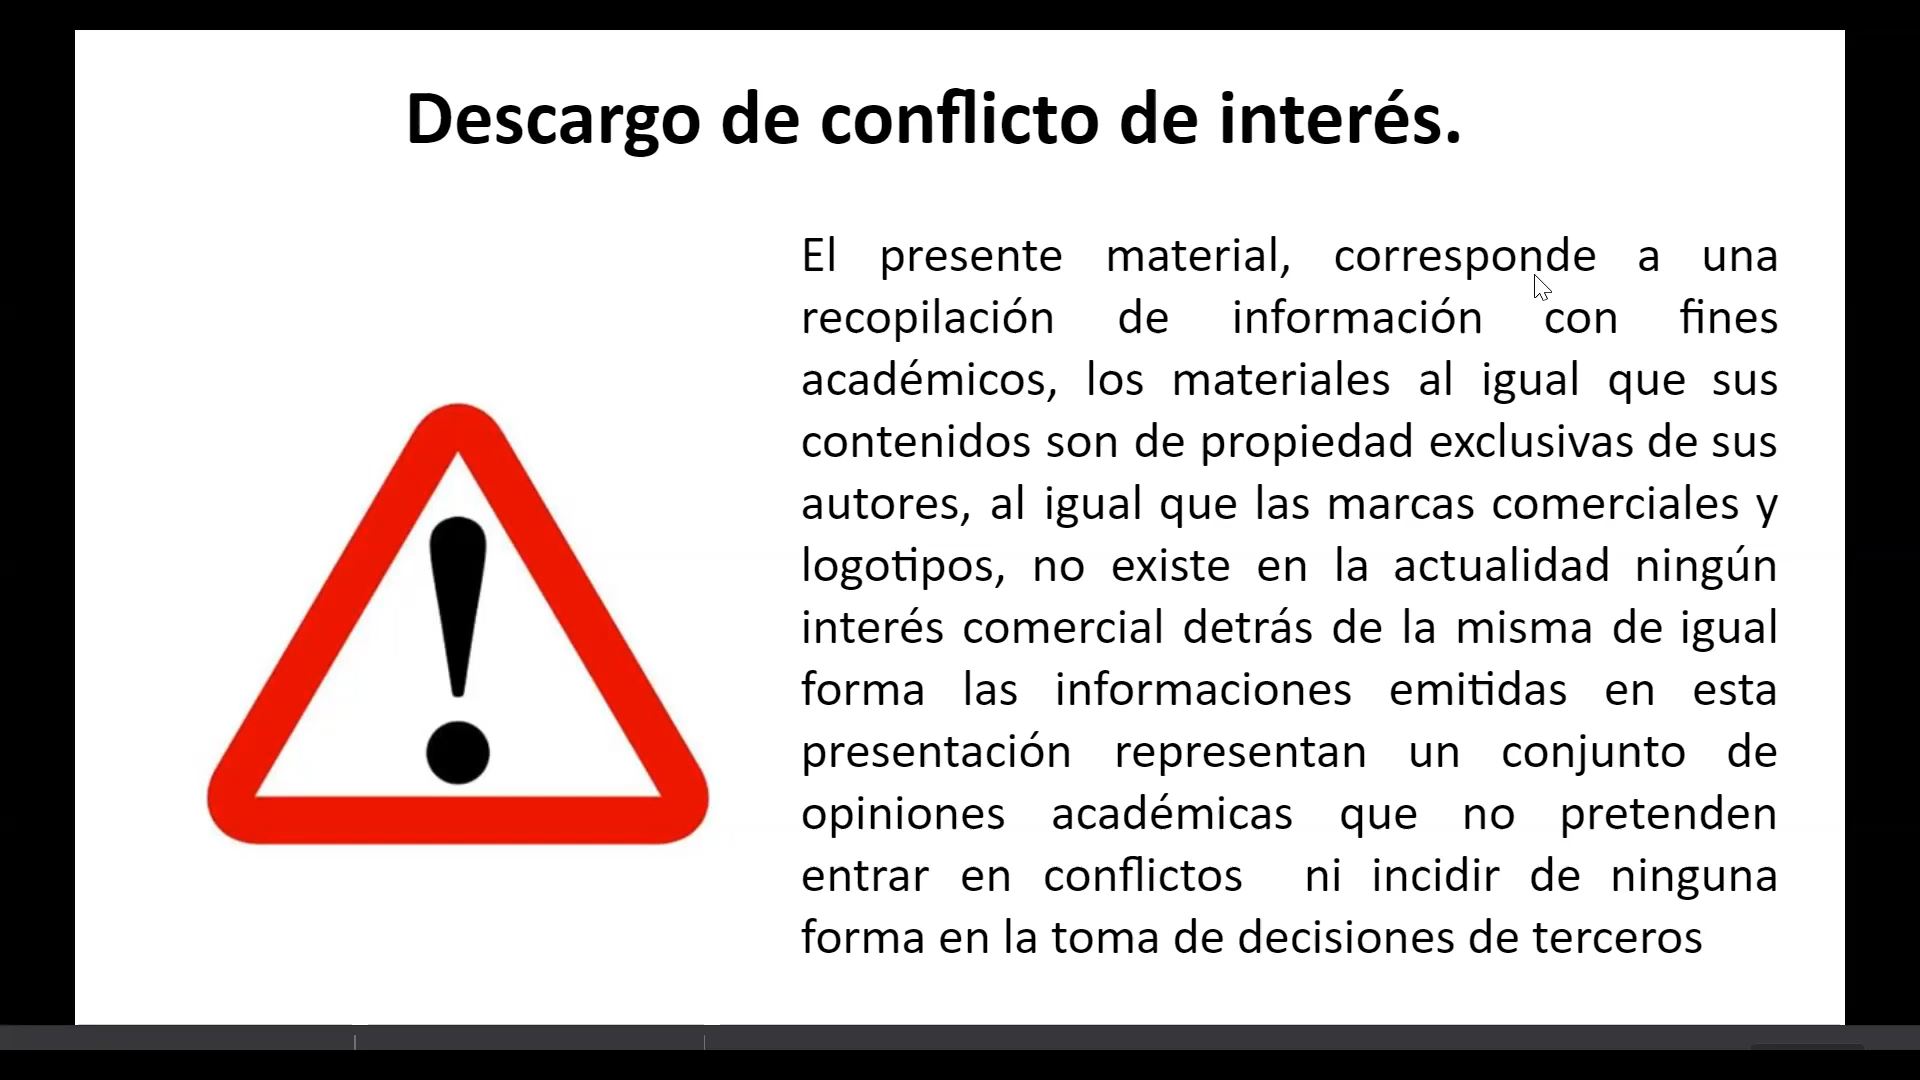 Descargo de conflicto de interés.
El presente material, corresponde a una
recopilación de información con fines
académicos, los materiales al igual que sus
contenidos son de propiedad exclusivas de sus
autores, al igual que las marcas comerciales y
logotipos, no existe en la actualidad ningún
interés comercial detrás de la misma de igual
forma las informaciones emitidas en esta
presentación representan un conjunto de
opiniones académicas que no pretenden
entrar en conflictos ni incidir de ninguna
forma en la toma de decisiones de terceros